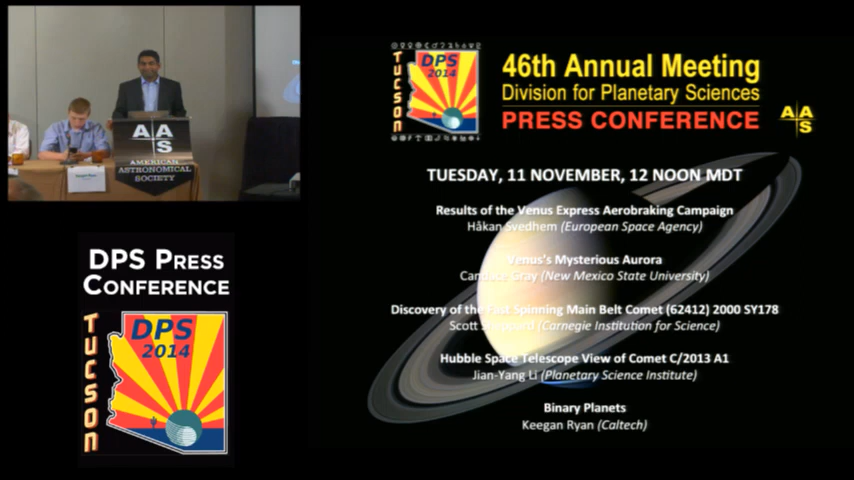 AAS
AMERICAN
ASTRONOMICAL
SOCIETY
DPS PRESS
CONFERENCE
TUCSON
DPS
2014
TUCSON
DPS
2014
46th Annual Meeting
Division for Planetary Sciences
PRESS CONFERENCE
AAS
TUESDAY, 11 NOVEMBER, 12 NOON MDT
Results of the Venus Express Aerobraking Campaign
Håkan Svedhem (European Space Agency)
Venus's Mysterious Aurora
Candace Gray (New Mexico State University)
Discovery of the Fast Spinning Main Belt Comet (62412) 2000 SY178
Scott Sheppard (Carnegie Institution for Science)
Hubble Space Telescope View of Comet C/2013 A1
Jian-Yang Li (Planetary Science Institute)
Binary Planets
Keegan Ryan (Caltech)